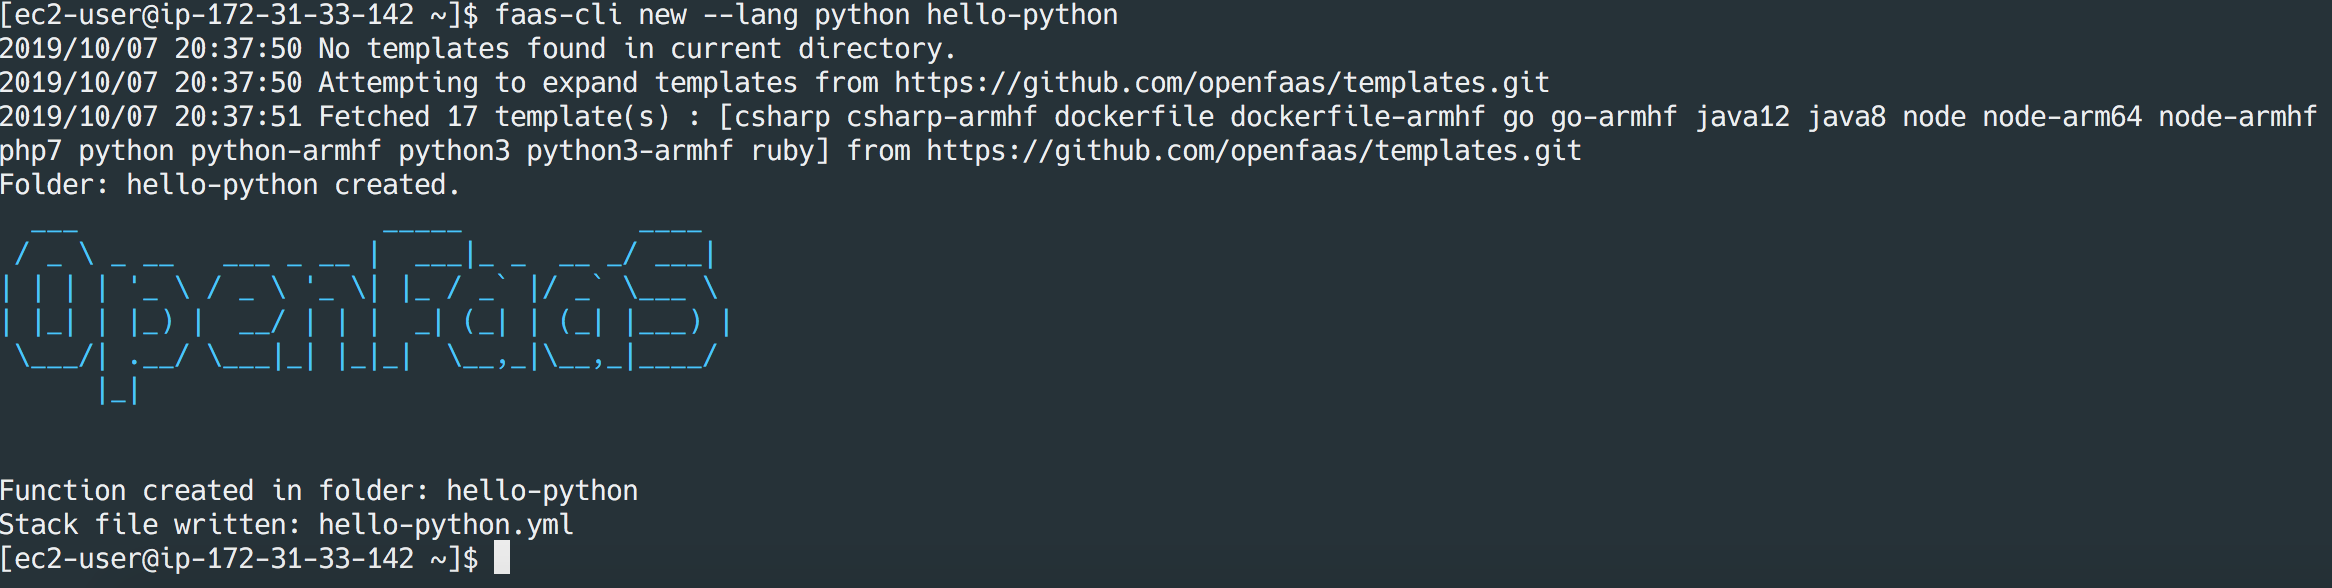 [ec2-user@ip-172-31-33-142 ~]$ faas-cli new --lang python hello-python
2019/10/07 20:37:50 No templates found in current directory.
2019/10/07 20:37:50 Attempting to expand templates from https://github.com/openfaas/templates.git
2019/10/07 20:37:51 Fetched 17 template(s) : [csharp csharp-armhf dockerfile dockerfile-armhf go go-armhf java12 java8 node node-arm64 node-armhf
php7 python python-armhf python3 python3-armhf ruby] from https://github.com/openfaas/templates.git
Folder: hello-python created.
OpenFaaS
Function created in folder: hello-python
Stack file written: hello-python.yml
[ec2-user@ip-172-31-33-142 ~]$